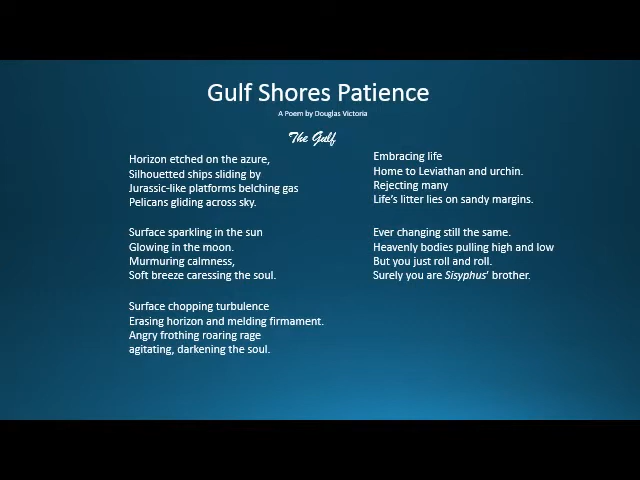 Gulf Shores Patience
A Poem by Douglas Victoria
The Gulf
Horizon etched on the azure,
Silhouetted ships sliding by
Jurassic-like platforms belching gas
Pelicans gliding across sky.
Surface sparkling in the sun
Glowing in the moon.
Murmuring calmness,
Soft breeze caressing the soul.
Surface chopping turbulence
Erasing horizon and melding firmament.
Angry frothing roaring rage
agitating, darkening the soul.
Embracing life
Home to Leviathan and urchin.
Rejecting many
Life's litter lies on sandy margins.
Ever changing still the same.
Heavenly bodies pulling high and low
But you just roll and roll.
Surely you are Sisyphus' brother.